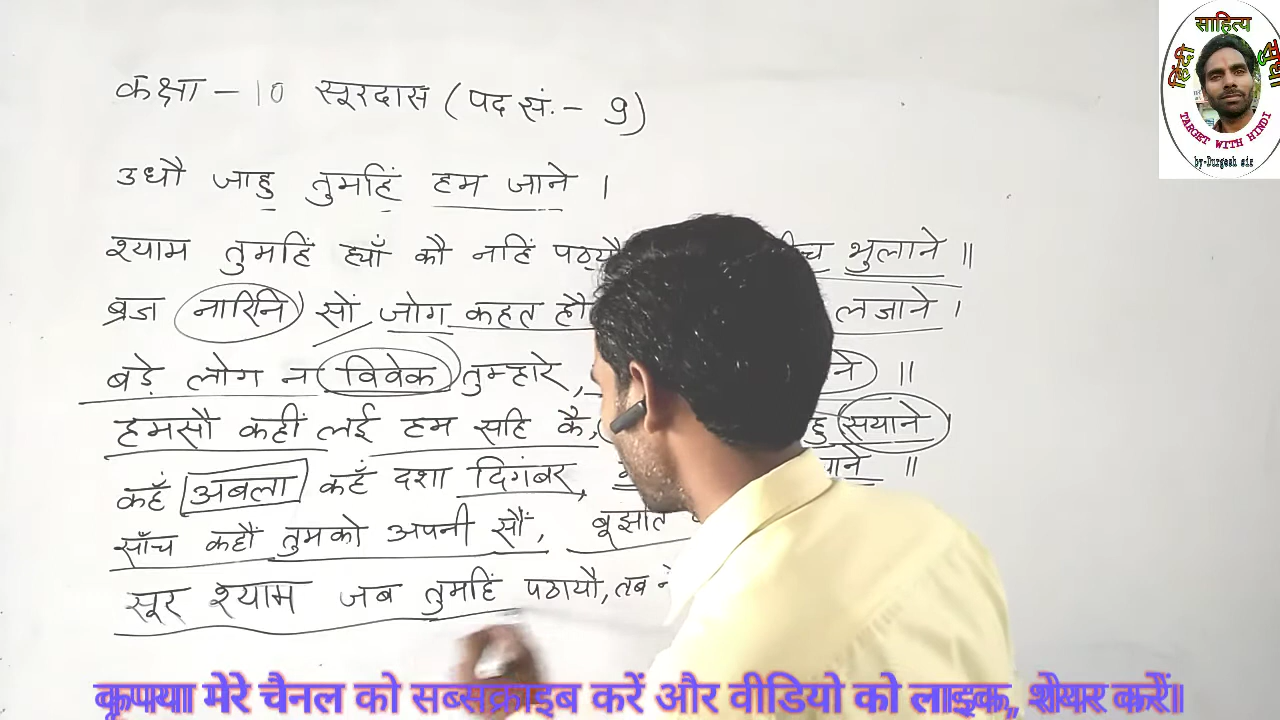 कक्षा - 10 सूरदास (पद सं. - 9)
उधौ जाहु तुमहिं हम जाने ।
श्याम तुमहिं ह्याँ कौ नहिं पठयौ भुलाने ॥
ब्रज नारिनि सों जोग कहत हौ लजाने ।
बड़े लोग न विवेक तुम्हारे, ॥
हमसौ कहीं लई हम सहि कै, सयाने ।
कहँ अबला कहँ दशा दिगंबर, ॥
साँच कहौं तुमको अपनी सौं,
सूर श्याम जब तुमहिं पठायौ, तब
कृपया मेरे चैनल को सब्सक्राइब करें और वीडियो को लाइक, शेयर करें।
हिंदी साहित्य सुधा
TARGET WITH HINDI
by-Durgesh sir